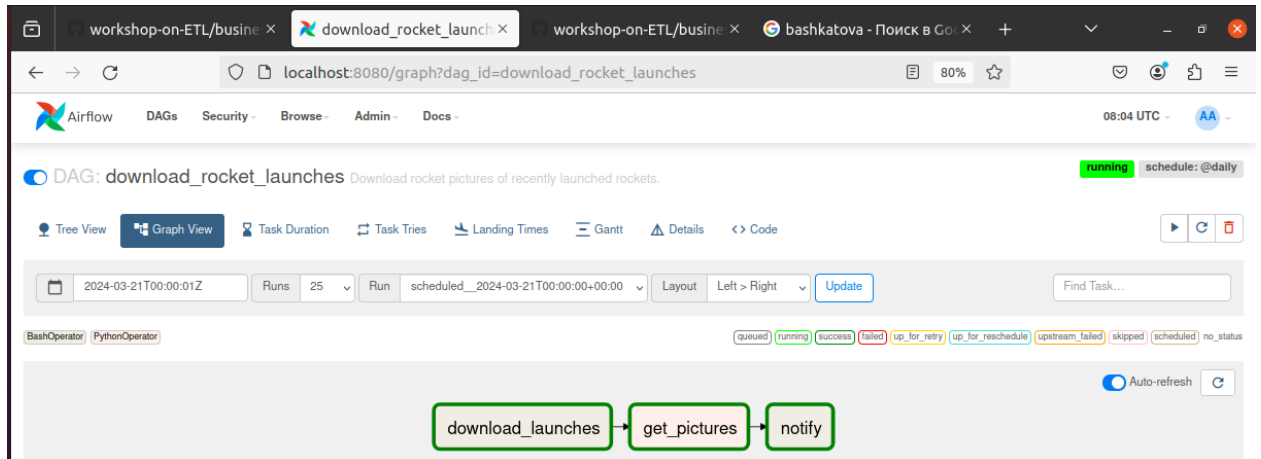 workshop-on-ETL/busine download_rocket_launch workshop-on-ETL/busine bashkatova - Поиск в Goo
localhost:8080/graph?dag_id=download_rocket_launches 80%
Airflow DAGs Security Browse Admin Docs 08:04 UTC AA
DAG: download_rocket_launches Download rocket pictures of recently launched rockets. running schedule: @daily
Tree View Graph View Task Duration Task Tries Landing Times Gantt Details <> Code
2024-03-21T00:00:01Z Runs 25 Run scheduled__2024-03-21T00:00:00+00:00 Layout Left > Right Update Find Task...
BashOperator PythonOperator queued running success failed up_for_retry up_for_reschedule upstream_failed skipped scheduled no_status
Auto-refresh
download_launches get_pictures notify